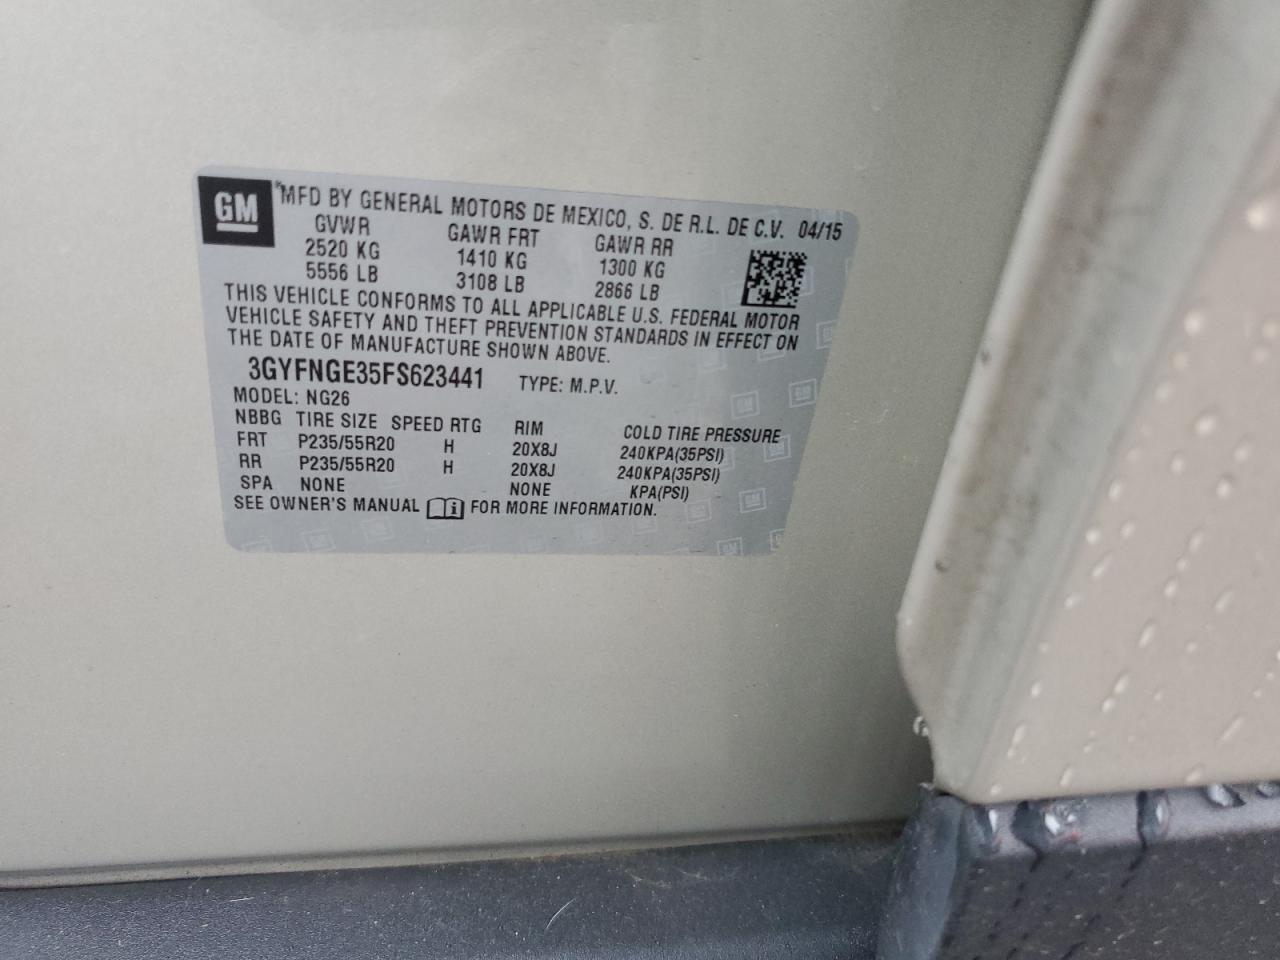 GM
® MFD BY GENERAL MOTORS DE MEXICO, S. DE R.L. DE C.V. 04/15
GVWR GAWR FRT GAWR RR
2520 KG 1410 KG 1300 KG
5556 LB 3108 LB 2866 LB
THIS VEHICLE CONFORMS TO ALL APPLICABLE U.S. FEDERAL MOTOR
VEHICLE SAFETY AND THEFT PREVENTION STANDARDS IN EFFECT ON
THE DATE OF MANUFACTURE SHOWN ABOVE.
3GYFNGE35FS623441 TYPE: M.P.V.
MODEL: NG26
NBBG TIRE SIZE SPEED RTG RIM COLD TIRE PRESSURE
FRT P235/55R20 H 20X8J 240KPA(35PSI)
RR P235/55R20 H 20X8J 240KPA(35PSI)
SPA NONE NONE KPA(PSI)
SEE OWNER'S MANUAL i FOR MORE INFORMATION.